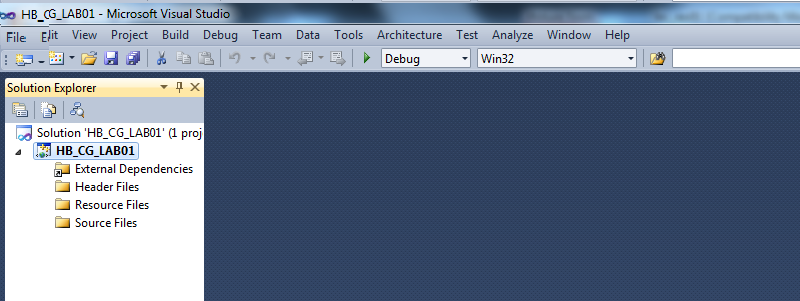 HB_CG_LAB01 - Microsoft Visual Studio
File Edit View Project Build Debug Team Data Tools Architecture Test Analyze Window Help
Debug Win32
Solution Explorer
Solution 'HB_CG_LAB01' (1 proj
HB_CG_LAB01
External Dependencies
Header Files
Resource Files
Source Files